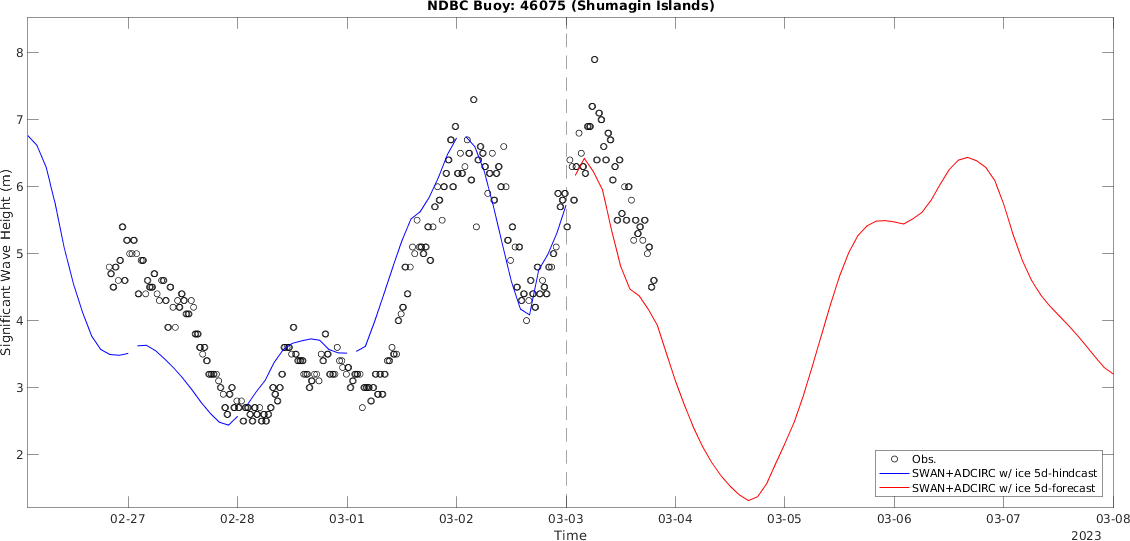 NDBC Buoy: 46075 (Shumagin Islands)
8
7
6
5
4
3
2
Significant Wave Height (m)
Obs.
SWAN+ADCIRC w/ ice 5d-hindcast
SWAN+ADCIRC w/ ice 5d-forecast
02-27 02-28 03-01 03-02 03-03 03-04 03-05 03-06 03-07 03-08
Time 2023